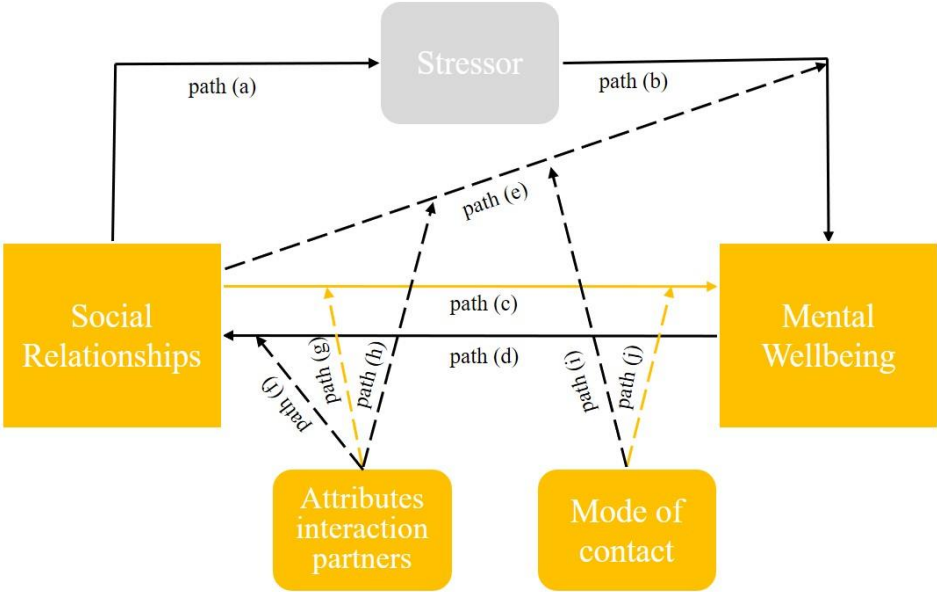 Stressor
path (a)
path (b)
path (e)
Social
Relationships
path (c)
Mental
Wellbeing
path (d)
path (f)
path (g)
path (h)
path (i)
path (j)
Attributes
interaction
partners
Mode of
contact